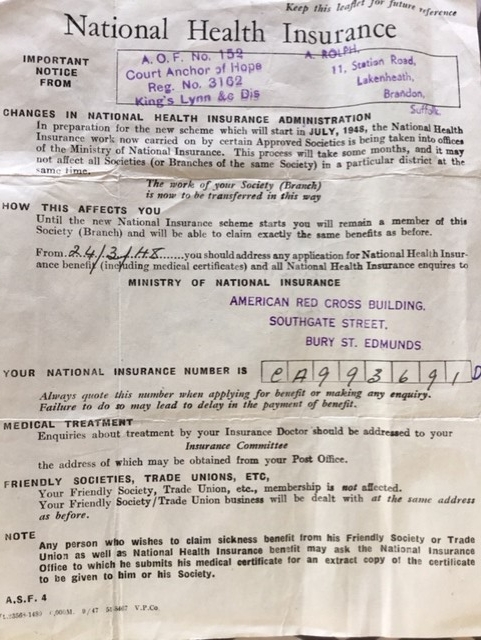 Keep this leaflet for future reference
National Health Insurance
IMPORTANT NOTICE FROM
A. O. F. No. 152
Court Anchor of Hope
Reg. No. 3162
King's Lynn & Dis
A. ROLPH,
11, Station Road,
Lakenheath,
Brandon,
Suffolk.
CHANGES IN NATIONAL HEALTH INSURANCE ADMINISTRATION
In preparation for the new scheme which will start in JULY, 1948, the National Health
Insurance work now carried on by certain Approved Societies is being taken into offices
of the Ministry of National Insurance. This process will take some months, and it may
not affect all Societies (or Branches of the same Society) in a particular district at the
same time.
The work of your Society (Branch)
is now to be transferred in this way
HOW THIS AFFECTS YOU
Until the new National Insurance scheme starts you will remain a member of this
Society (Branch) and will be able to claim exactly the same benefits as before.
From 24/3/48 you should address any application for National Health Insur-
ance benefit (including medical certificates) and all National Health Insurance enquires to
MINISTRY OF NATIONAL INSURANCE
AMERICAN RED CROSS BUILDING.
SOUTHGATE STREET.
BURY ST. EDMUNDS
YOUR NATIONAL INSURANCE NUMBER IS CA993691D
Always quote this number when applying for benefit or making any enquiry.
Failure to do so may lead to delay in the payment of benefit.
MEDICAL TREATMENT
Enquiries about treatment by your Insurance Doctor should be addressed to your
Insurance Committee
the address of which may be obtained from your Post Office.
FRIENDLY SOCIETIES, TRADE UNIONS, ETC,
Your Friendly Society, Trade Union, etc., membership is not affected.
Your Friendly Society/Trade Union business will be dealt with at the same address
as before.
NOTE
Any person who wishes to claim sickness benefit from his Friendly Society or Trade
Union as well as National Health Insurance benefit may ask the National Insurance
Office to which he submits his medical certificate for an extract copy of the certificate
to be given to him or his Society.
A.S.F. 4
9/47 V.P.Co.